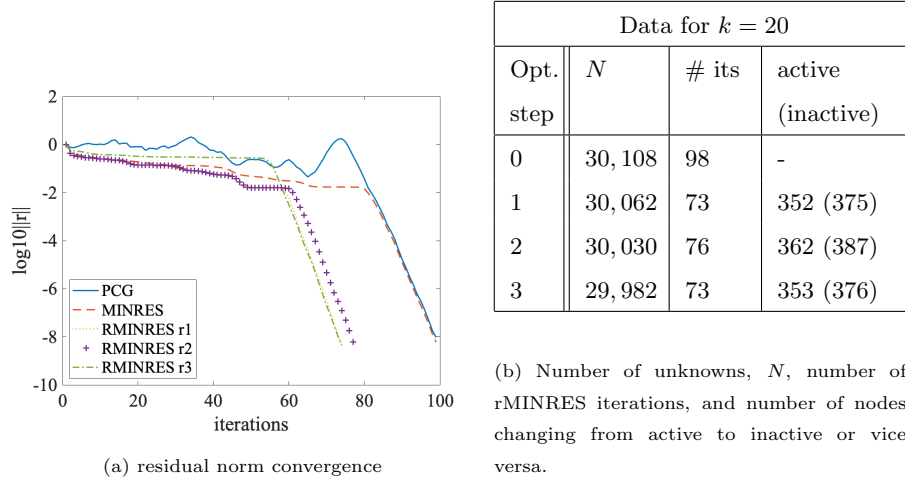 2
0
-2
-4
-6
-8
-10
log10||r||
PCG
MINRES
RMINRES r1
RMINRES r2
RMINRES r3
0 20 40 60 80 100
iterations
(a) residual norm convergence
Data for k = 20
Opt. step N # its active (inactive)
0 30,108 98 -
1 30,062 73 352 (375)
2 30,030 76 362 (387)
3 29,982 73 353 (376)
(b) Number of unknowns, N, number of
rMINRES iterations, and number of nodes
changing from active to inactive or vice
versa.